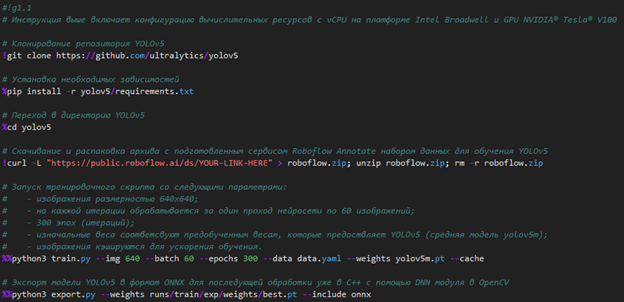 #!g1.1
# Инструкция выше включает конфигурацию вычислительных ресурсов с vCPU на платформе Intel Broadwell и GPU NVIDIA® Tesla® V100
# Клонирование репозитория YOLOv5
!git clone https://github.com/ultralytics/yolov5
# Установка необходимых зависимостей
%pip install -r yolov5/requirements.txt
# Переход в директорию YOLOv5
%cd yolov5
# Скачивание и распаковка архива с подготовленным сервисом Roboflow Annotate набором данных для обучения YOLOv5
!curl -L "https://public.roboflow.ai/ds/YOUR-LINK-HERE" > roboflow.zip; unzip roboflow.zip; rm -r roboflow.zip
# Запуск тренировочного скрипта со следующими параметрами:
# - изображения размерностью 640x640;
# - на каждой итерации обрабатывается за один проход нейросети по 60 изображений;
# - 300 эпох (итераций);
# - изначальные веса соответсвуют предобученным весам, которые предоствляет YOLOv5 (средняя модель yolov5m);
# - изображения кэшируются для ускорения обучения.
%%python3 train.py --img 640 --batch 60 --epochs 300 --data data.yaml --weights yolov5m.pt --cache
# Экспорт модели YOLOv5 в формат ONNX для последующей обработки уже в C++ с помощью DNN модуля в OpenCV
%%python3 export.py --weights runs/train/exp/weights/best.pt --include onnx